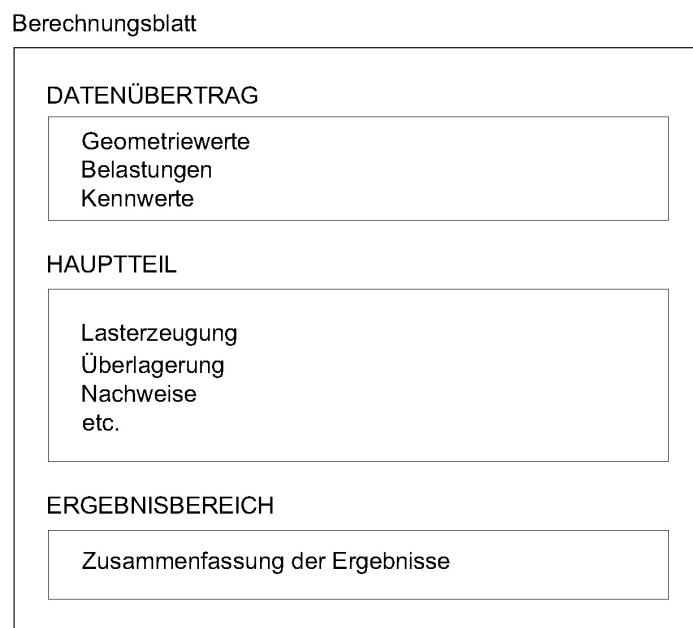 Berechnungsblatt
DATENÜBERTRAG
Geometriewerte
Belastungen
Kennwerte
HAUPTTEIL
Lasterzeugung
Überlagerung
Nachweise
etc.
ERGEBNISBEREICH
Zusammenfassung der Ergebnisse